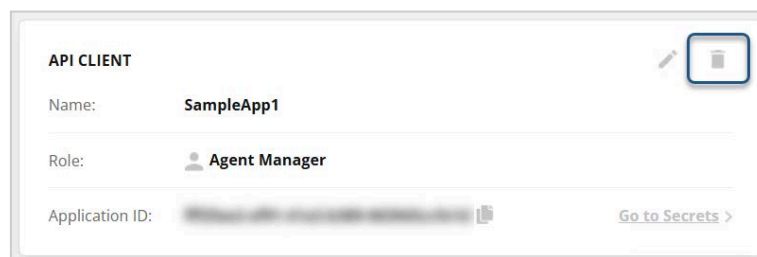 API CLIENT
Name: SampleApp1
Role: Agent Manager
Application ID: Go to Secrets >